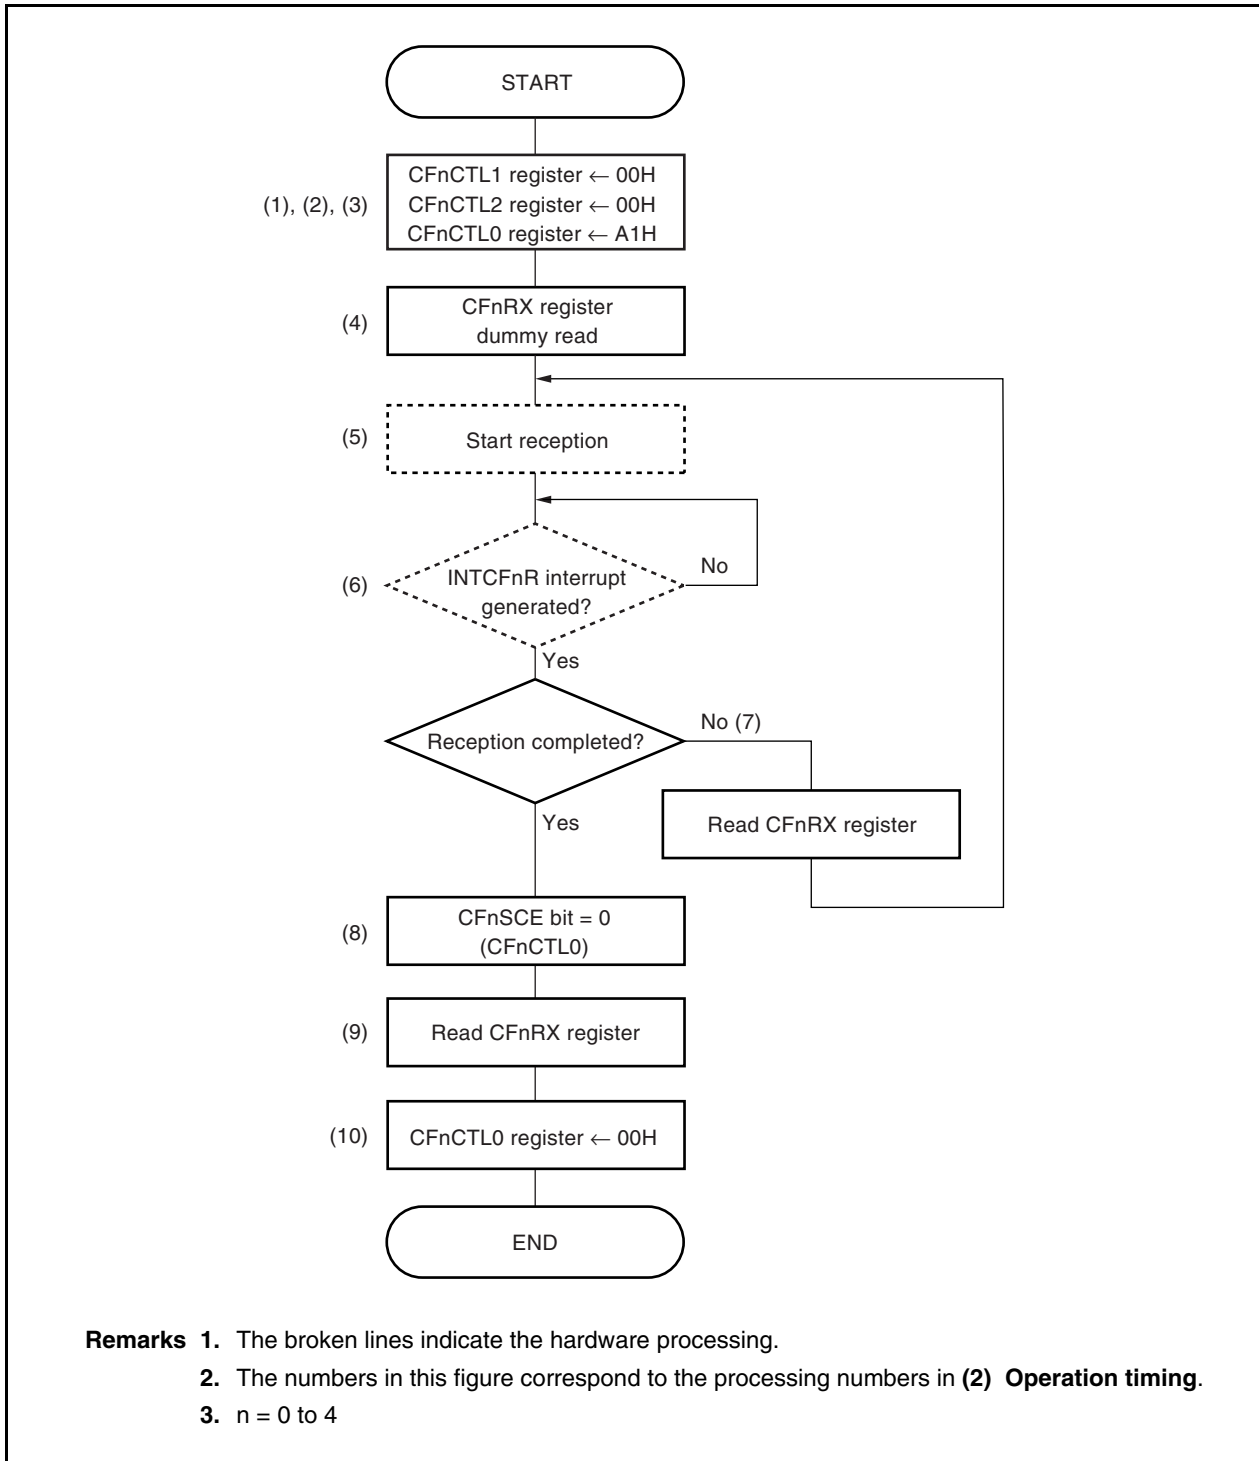 START
(1), (2), (3)
CFnCTL1 register ← 00H
CFnCTL2 register ← 00H
CFnCTL0 register ← A1H
(4)
CFnRX register
dummy read
(5)
Start reception
(6)
INTCFnR interrupt
generated?
No
Yes
Reception completed?
No (7)
Read CFnRX register
Yes
(8)
CFnSCE bit = 0
(CFnCTL0)
(9)
Read CFnRX register
(10)
CFnCTL0 register ← 00H
END
Remarks 1. The broken lines indicate the hardware processing.
2. The numbers in this figure correspond to the processing numbers in (2) Operation timing.
3. n = 0 to 4